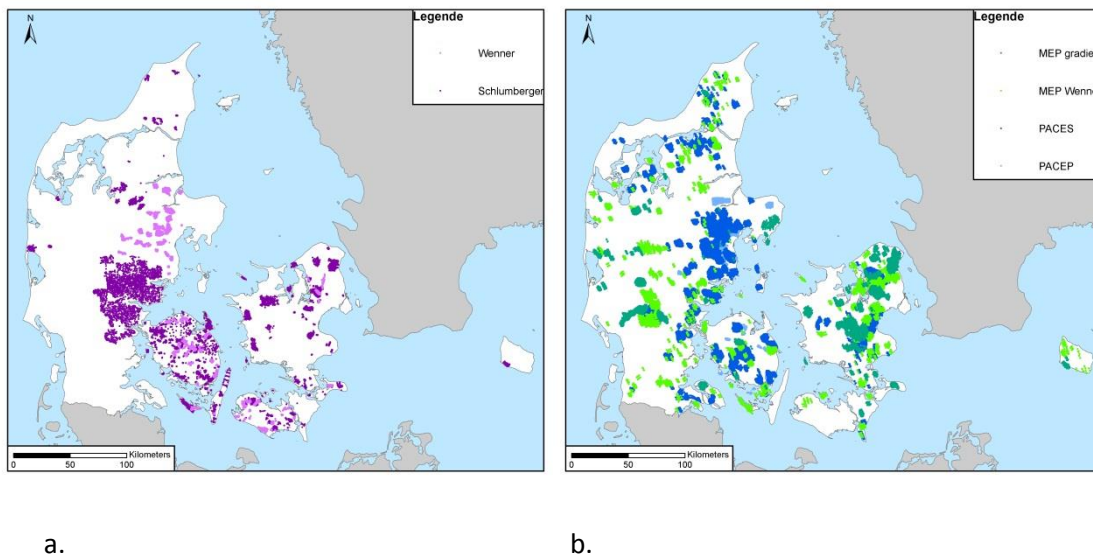 N
Legende
Wenner
Schlumberger
Kilometers
0 50 100
N
Legende
MEP gradie
MEP Wenne
PACES
PACEP
Kilometers
0 50 100
a.
b.